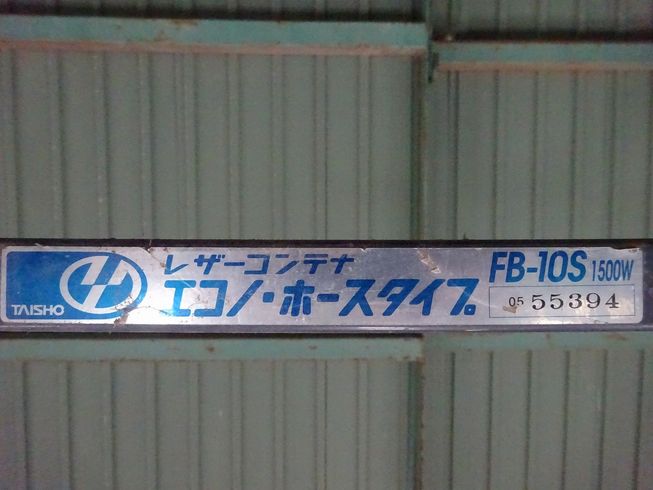 TAISHO
レザーコンテナ
エコノ・ホースタイプ
FB-10S 1500W
05 55394